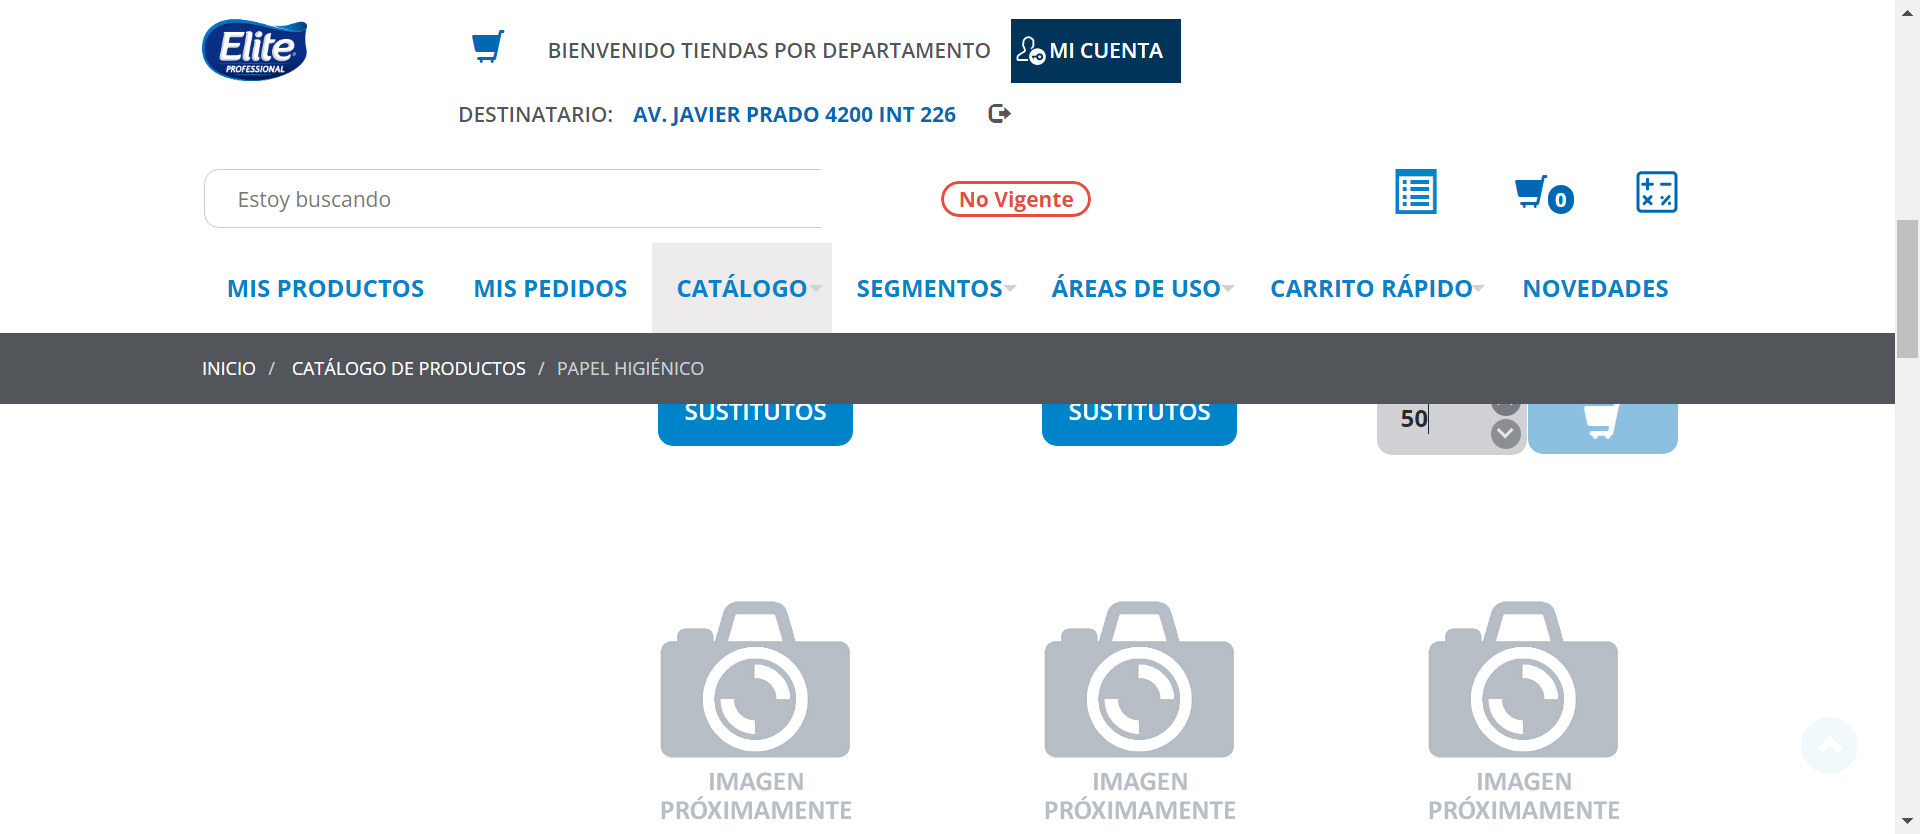 Elite
PROFESSIONAL
BIENVENIDO TIENDAS POR DEPARTAMENTO
MI CUENTA
DESTINATARIO: AV. JAVIER PRADO 4200 INT 226
Estoy buscando
No Vigente
0
MIS PRODUCTOS MIS PEDIDOS CATÁLOGO SEGMENTOS ÁREAS DE USO CARRITO RÁPIDO NOVEDADES
INICIO / CATÁLOGO DE PRODUCTOS / PAPEL HIGIÉNICO
SUSTITUTOS SUSTITUTOS 50
IMAGEN PRÓXIMAMENTE
IMAGEN PRÓXIMAMENTE
IMAGEN PRÓXIMAMENTE